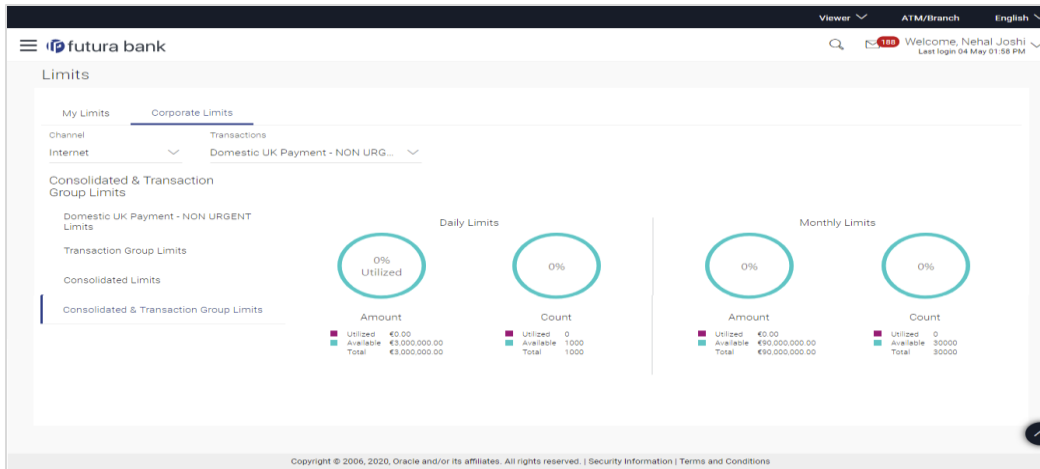 Viewer ATM/Branch English
futura bank
188 Welcome, Nehal Joshi
Last login 04 May 01:58 PM
Limits
My Limits Corporate Limits
Channel Transactions
Internet Domestic UK Payment - NON URG...
Consolidated & Transaction
Group Limits
Domestic UK Payment - NON URGENT
Limits
Transaction Group Limits
Consolidated Limits
Consolidated & Transaction Group Limits
Daily Limits
0%
Utilized
0%
Amount
Utilized €0.00
Available €3,000,000.00
Total €3,000,000.00
Count
Utilized 0
Available 1000
Total 1000
Monthly Limits
0%
0%
Amount
Utilized €0.00
Available €90,000,000.00
Total €90,000,000.00
Count
Utilized 0
Available 30000
Total 30000
Copyright © 2006, 2020, Oracle and/or its affiliates. All rights reserved. | Security Information | Terms and Conditions